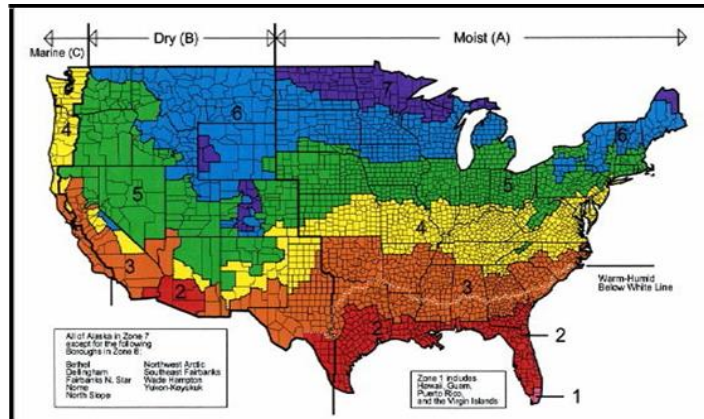 Marine (C)
Dry (B)
Moist (A)
7
6
6
4
5
5
4
3
3
Warm-Humid
Below White Line
2
2
2
1
All of Alaska in Zone 7
except for the following
Boroughs in Zone 8:
Bethel Northwest Arctic
Dellingham Southeast Fairbanks
Fairbanks N. Star Wade Hampton
Nome Yukon-Koyukuk
North Slope
Zone 1 includes
Hawaii, Guam,
Puerto Rico,
and the Virgin Islands